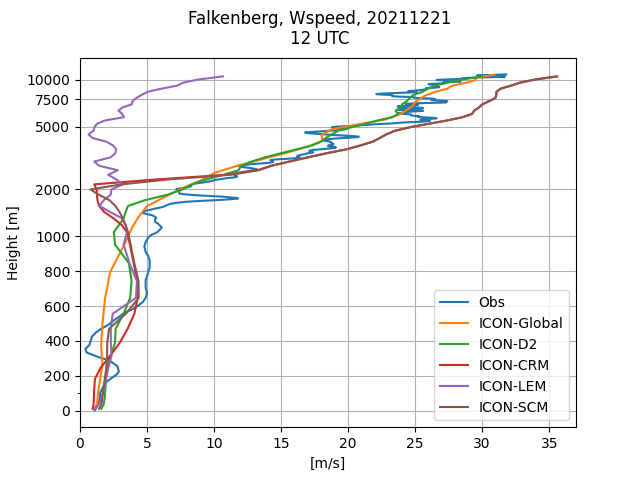 Falkenberg, Wspeed, 20211221
12 UTC
10000
7500
5000
2000
1000
800
600
400
200
0
Height [m]
Obs
ICON-Global
ICON-D2
ICON-CRM
ICON-LEM
ICON-SCM
0 5 10 15 20 25 30 35
[m/s]